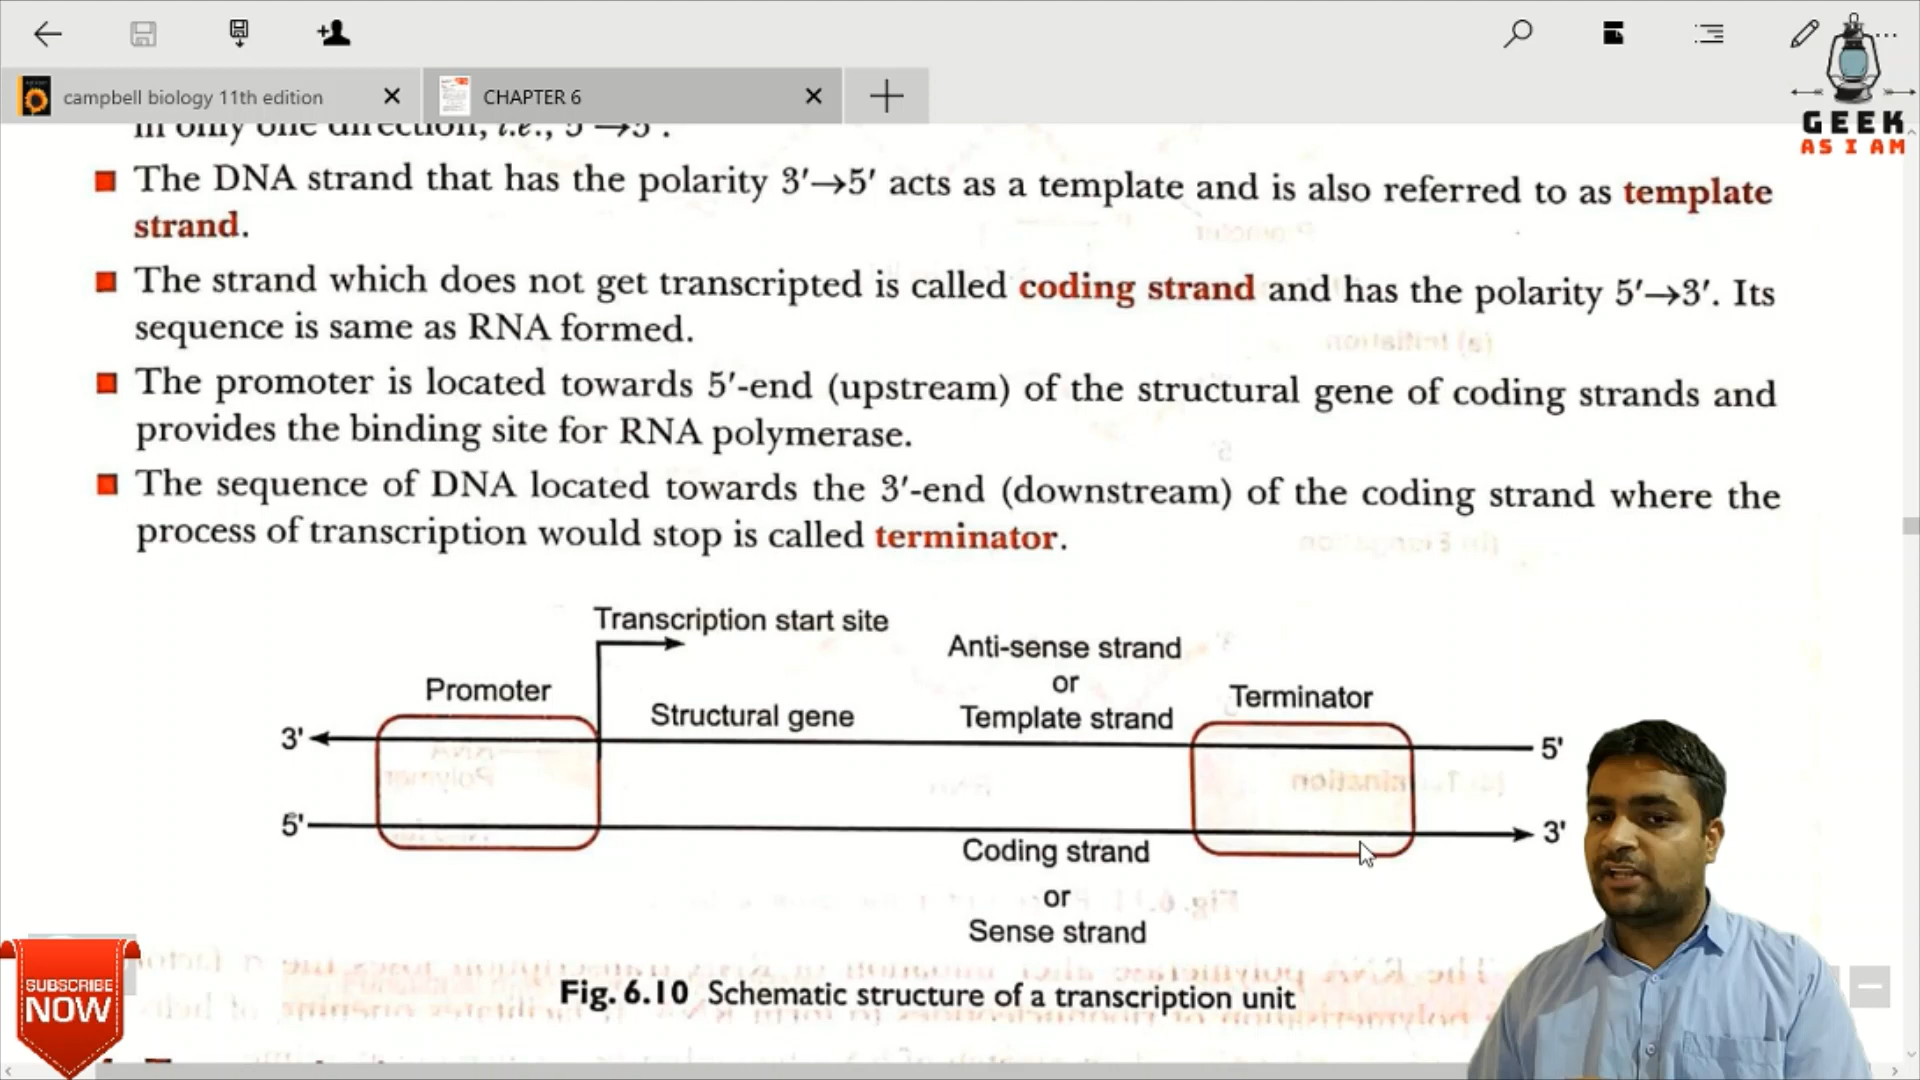 campbell biology 11th edition
CHAPTER 6
GEEK
AS I AM
in only one direction, i.e.,
The DNA strand that has the polarity 3′→5′ acts as a template and is also referred to as template
strand.
The strand which does not get transcripted is called coding strand and has the polarity 5′→3′. Its
sequence is same as RNA formed.
The promoter is located towards 5′-end (upstream) of the structural gene of coding strands and
provides the binding site for RNA polymerase.
The sequence of DNA located towards the 3′-end (downstream) of the coding strand where the
process of transcription would stop is called terminator.
Transcription start site
Anti-sense strand
or
Template strand
Promoter
Structural gene
Terminator
3'
5'
5'
3'
Coding strand
or
Sense strand
Fig. 6.10 Schematic structure of a transcription unit
SUBSCRIBE
NOW